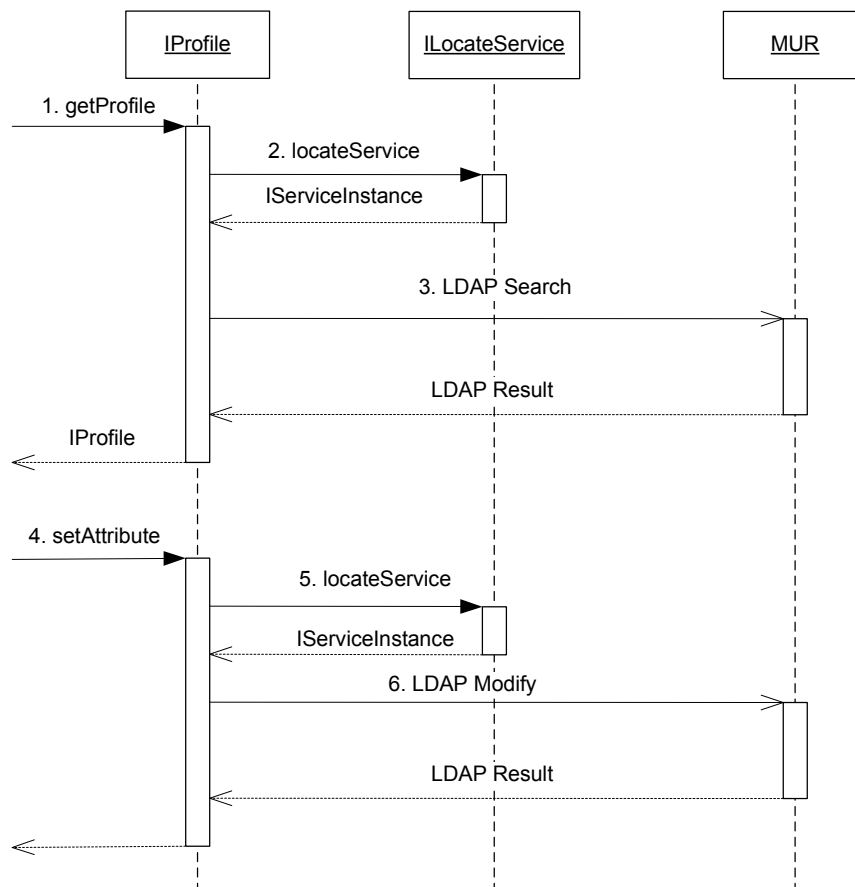 IProfile
ILocateService
MUR
1. getProfile
2. locateService
IServiceInstance
3. LDAP Search
LDAP Result
IProfile
4. setAttribute
5. locateService
IServiceInstance
6. LDAP Modify
LDAP Result